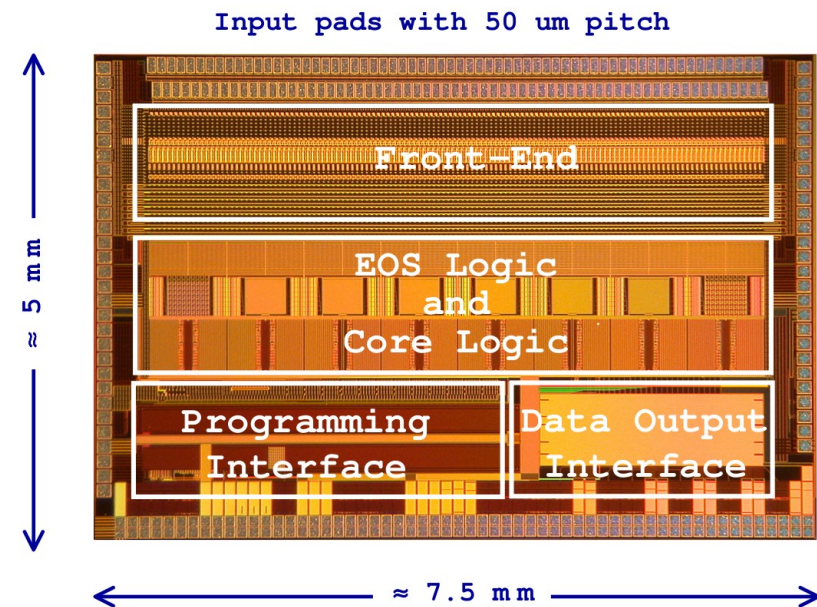 Input pads with 50 um pitch
Front-End
EOS Logic
and
Core Logic
≈ 5 mm
Programming
Interface
Data Output
Interface
≈ 7.5 mm